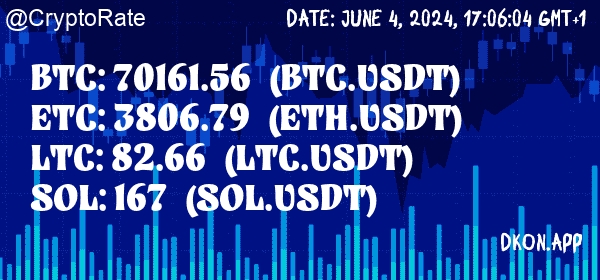 @CryptoRate
DATE: JUNE 4, 2024, 17:06:04 GMT+1
BTC: 70161.56 (BTC.USDT)
ETC: 3806.79 (ETH.USDT)
LTC: 82.66 (LTC.USDT)
SOL: 167 (SOL.USDT)
DKON.APP